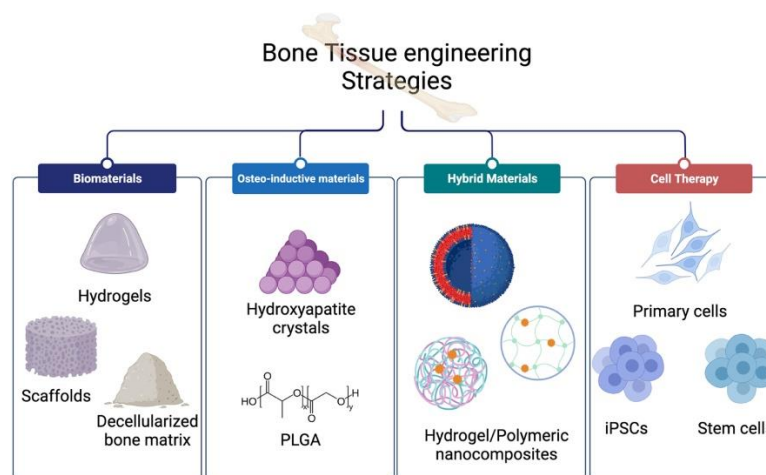 Bone Tissue engineering
Strategies
Biomaterials
Hydrogels
Scaffolds
Decellularized
bone matrix
Osteo-inductive materials
Hydroxyapatite
crystals
HO
O
O
x
O
O
y
H
PLGA
Hybrid Materials
Hydrogel/Polymeric
nanocomposites
Cell Therapy
Primary cells
iPSCs
Stem cell